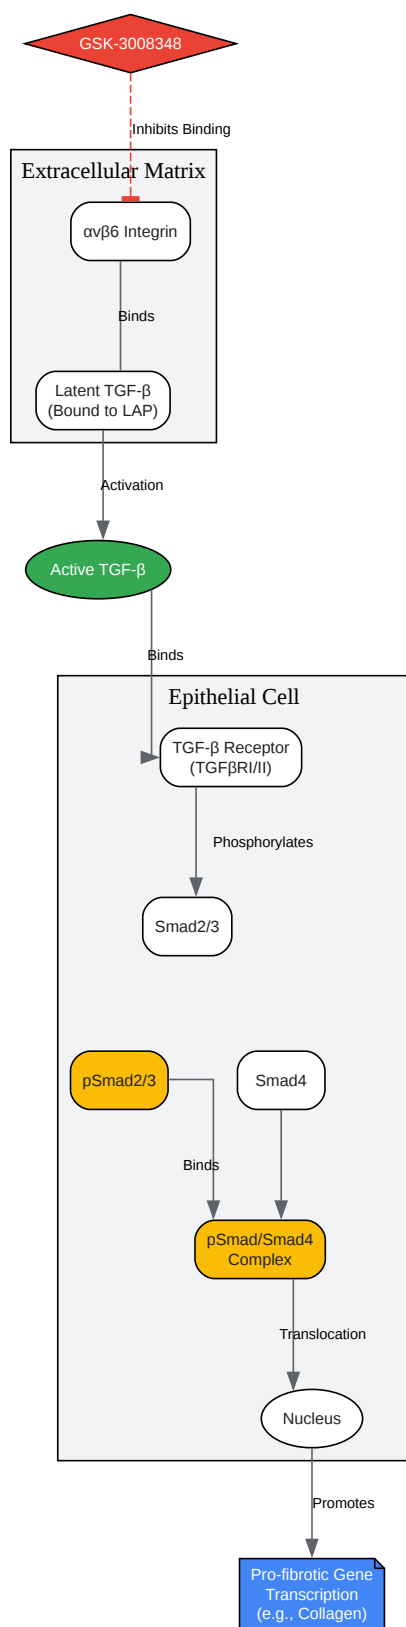 GSK-3008348
Inhibits Binding
Extracellular Matrix
αvβ6 Integrin
Binds
Latent TGF-β
(Bound to LAP)
Activation
Active TGF-β
Binds
Epithelial Cell
TGF-β Receptor
(TGFβRI/II)
Phosphorylates
Smad2/3
pSmad2/3
Smad4
Binds
pSmad/Smad4
Complex
Translocation
Nucleus
Promotes
Pro-fibrotic Gene
Transcription
(e.g., Collagen)